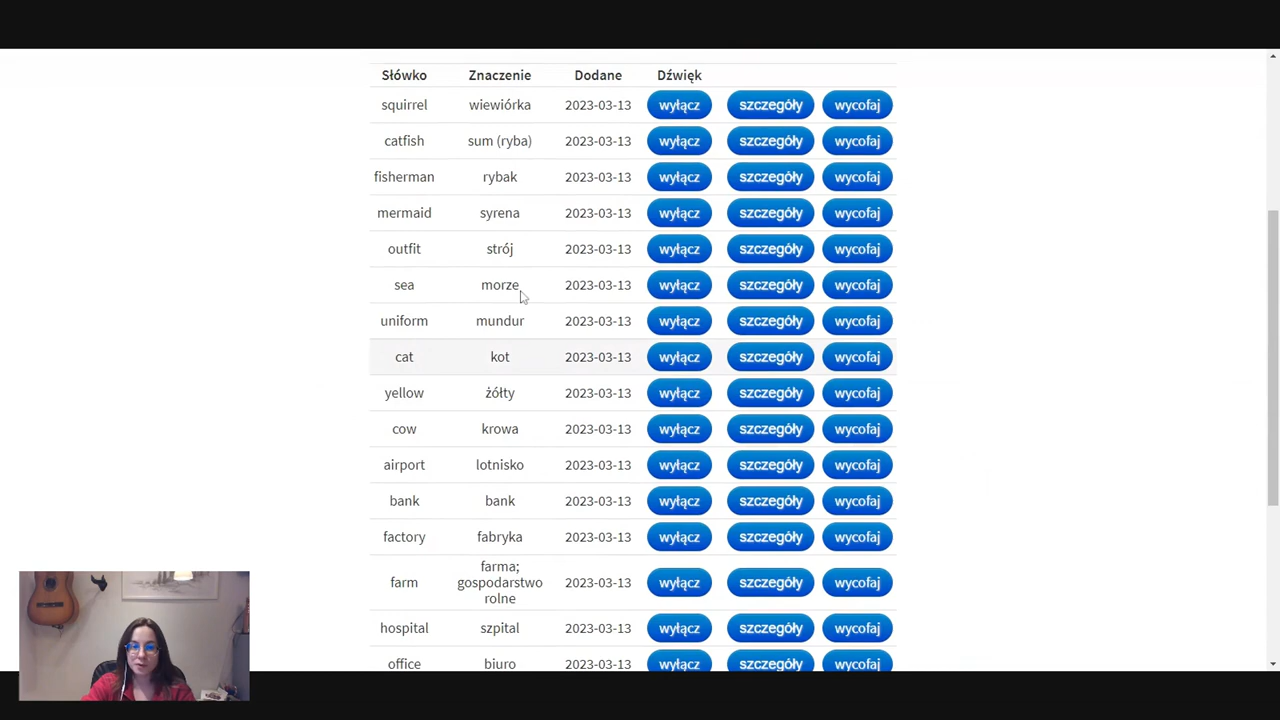 Słówko Znaczenie Dodane Dźwięk
squirrel wiewiórka 2023-03-13 wyłącz szczegóły wycofaj
catfish sum (ryba) 2023-03-13 wyłącz szczegóły wycofaj
fisherman rybak 2023-03-13 wyłącz szczegóły wycofaj
mermaid syrena 2023-03-13 wyłącz szczegóły wycofaj
outfit strój 2023-03-13 wyłącz szczegóły wycofaj
sea morze 2023-03-13 wyłącz szczegóły wycofaj
uniform mundur 2023-03-13 wyłącz szczegóły wycofaj
cat kot 2023-03-13 wyłącz szczegóły wycofaj
yellow żółty 2023-03-13 wyłącz szczegóły wycofaj
cow krowa 2023-03-13 wyłącz szczegóły wycofaj
airport lotnisko 2023-03-13 wyłącz szczegóły wycofaj
bank bank 2023-03-13 wyłącz szczegóły wycofaj
factory fabryka 2023-03-13 wyłącz szczegóły wycofaj
farma;
farm gospodarstwo 2023-03-13 wyłącz szczegóły wycofaj
rolne
hospital szpital 2023-03-13 wyłącz szczegóły wycofaj
office biuro 2023-03-13 wyłącz szczegóły wycofaj